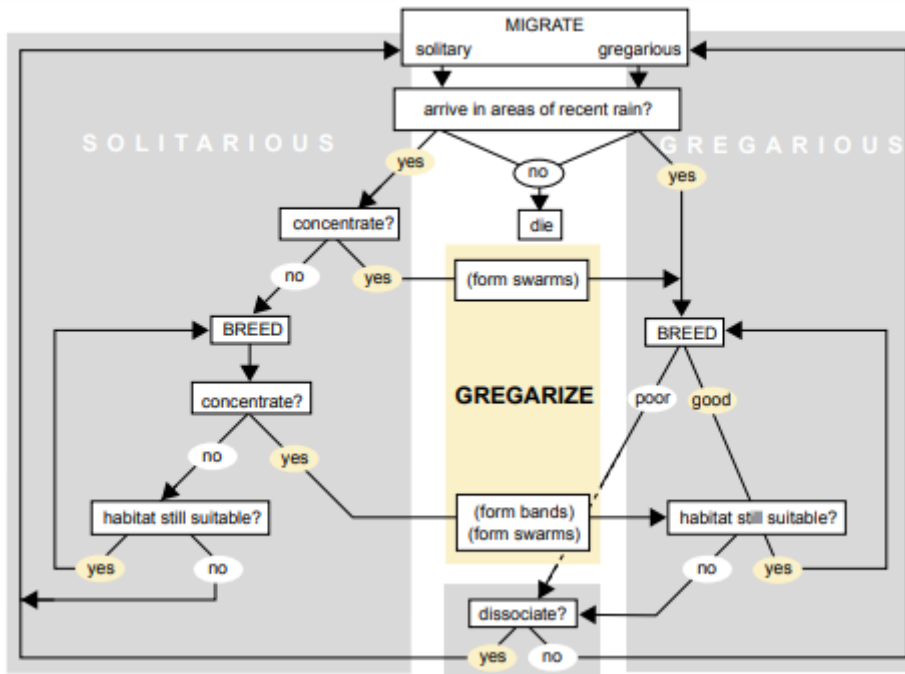 MIGRATE
solitary gregarious
arrive in areas of recent rain?
SOLITARIOUS
GREGARIOUS
yes
no
yes
concentrate?
die
no
yes
(form swarms)
BREED
BREED
concentrate?
GREGARIZE
poor
good
no
yes
habitat still suitable?
(form bands)
(form swarms)
habitat still suitable?
yes
no
no
yes
dissociate?
yes
no